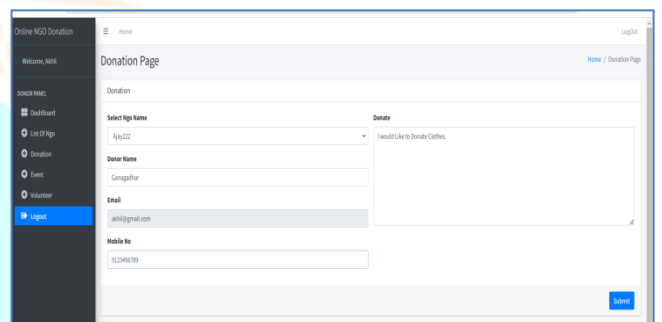 Online NGO Donation
☰ Home
LogOut
Welcome, Akhil
Donation Page
Home / Donation Page
DONOR PANEL
DashBoard
List Of Ngo
Donation
Event
Volunteer
Logout
Donation
Select Ngo Name
Ajay222
Donor Name
Ganagadhar
Email
akhil@gmail.com
Mobile No
9123456789
Donate
I would Like to Donate Clothes.
Submit